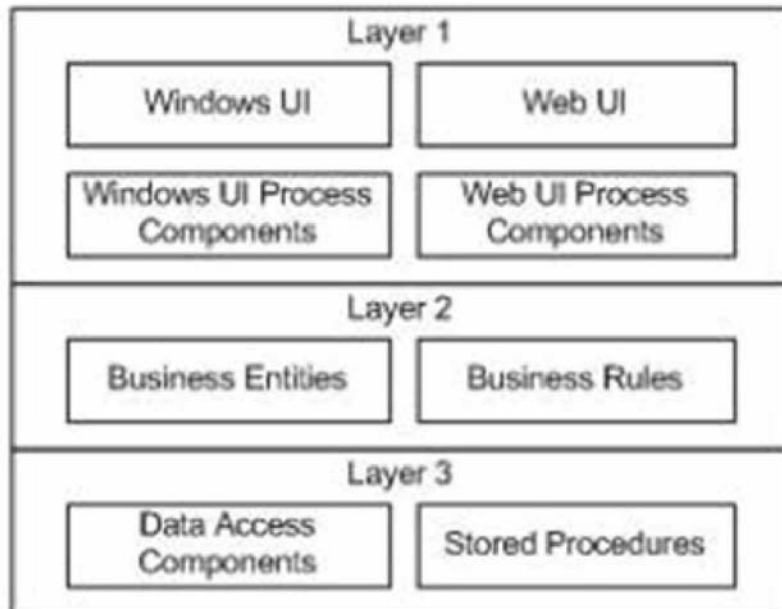 Layer 1
Windows UI
Web UI
Windows UI Process
Components
Web UI Process
Components
Layer 2
Business Entities
Business Rules
Layer 3
Data Access
Components
Stored Procedures